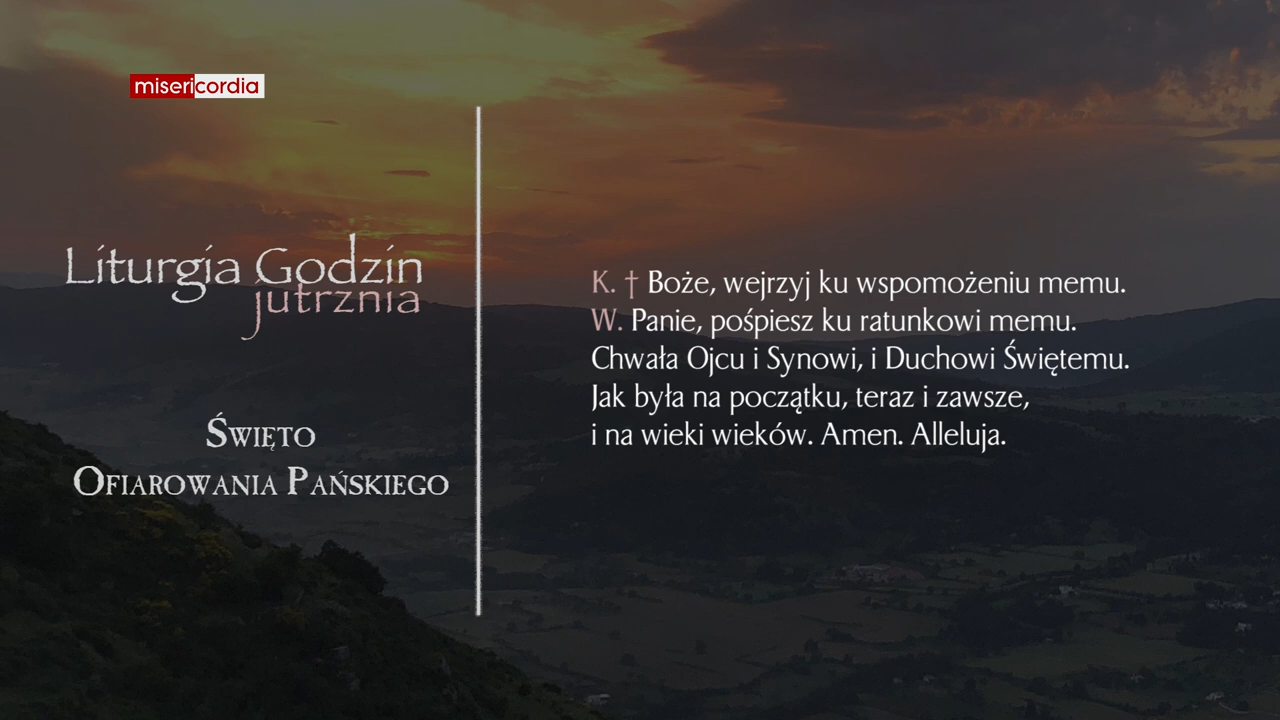 misericordia
Liturgia Godzin
jutrznia
Święto
Ofiarowania Pańskiego
K. † Boże, wejrzyj ku wspomożeniu memu.
W. Panie, pośpiesz ku ratunkowi memu.
Chwała Ojcu i Synowi, i Duchowi Świętemu.
Jak była na początku, teraz i zawsze,
i na wieki wieków. Amen. Alleluja.